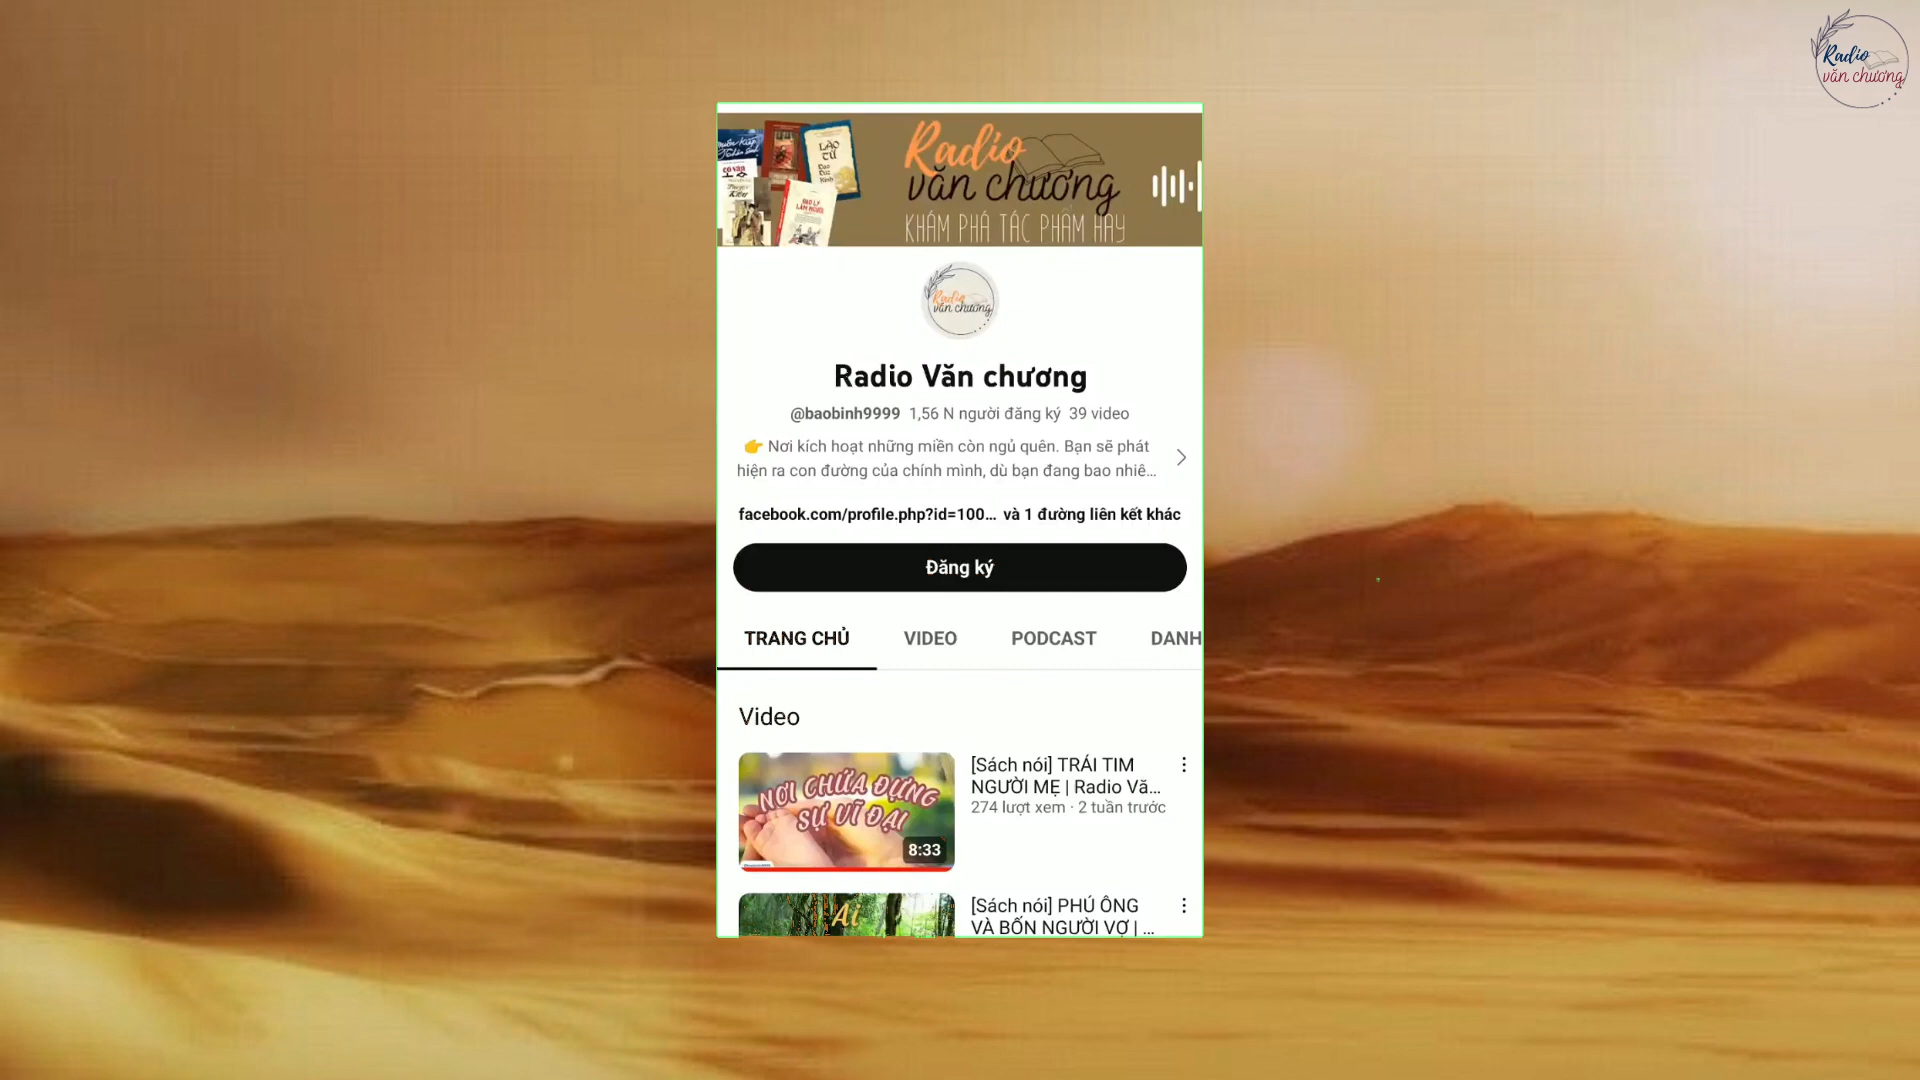 Radio
văn chương
Radio
văn chương
KHÁM PHÁ TÁC PHẨM HAY
LÃO
TỬ
Radio
văn chương
Radio Văn chương
@baobinh9999 1,56 N người đăng ký 39 video
👉 Nơi kích hoạt những miền còn ngủ quên. Bạn sẽ phát
hiện ra con đường của chính mình, dù bạn đang bao nhiê...
facebook.com/profile.php?id=100... và 1 đường liên kết khác
Đăng ký
TRANG CHỦ VIDEO PODCAST DANH
Video
NƠI CHỨA ĐỰNG
SỰ VĨ ĐẠI
8:33
[Sách nói] TRÁI TIM
NGƯỜI MẸ | Radio Vă...
274 lượt xem · 2 tuần trước
Ai
[Sách nói] PHÚ ÔNG
VÀ BỐN NGƯỜI VỢ | ...